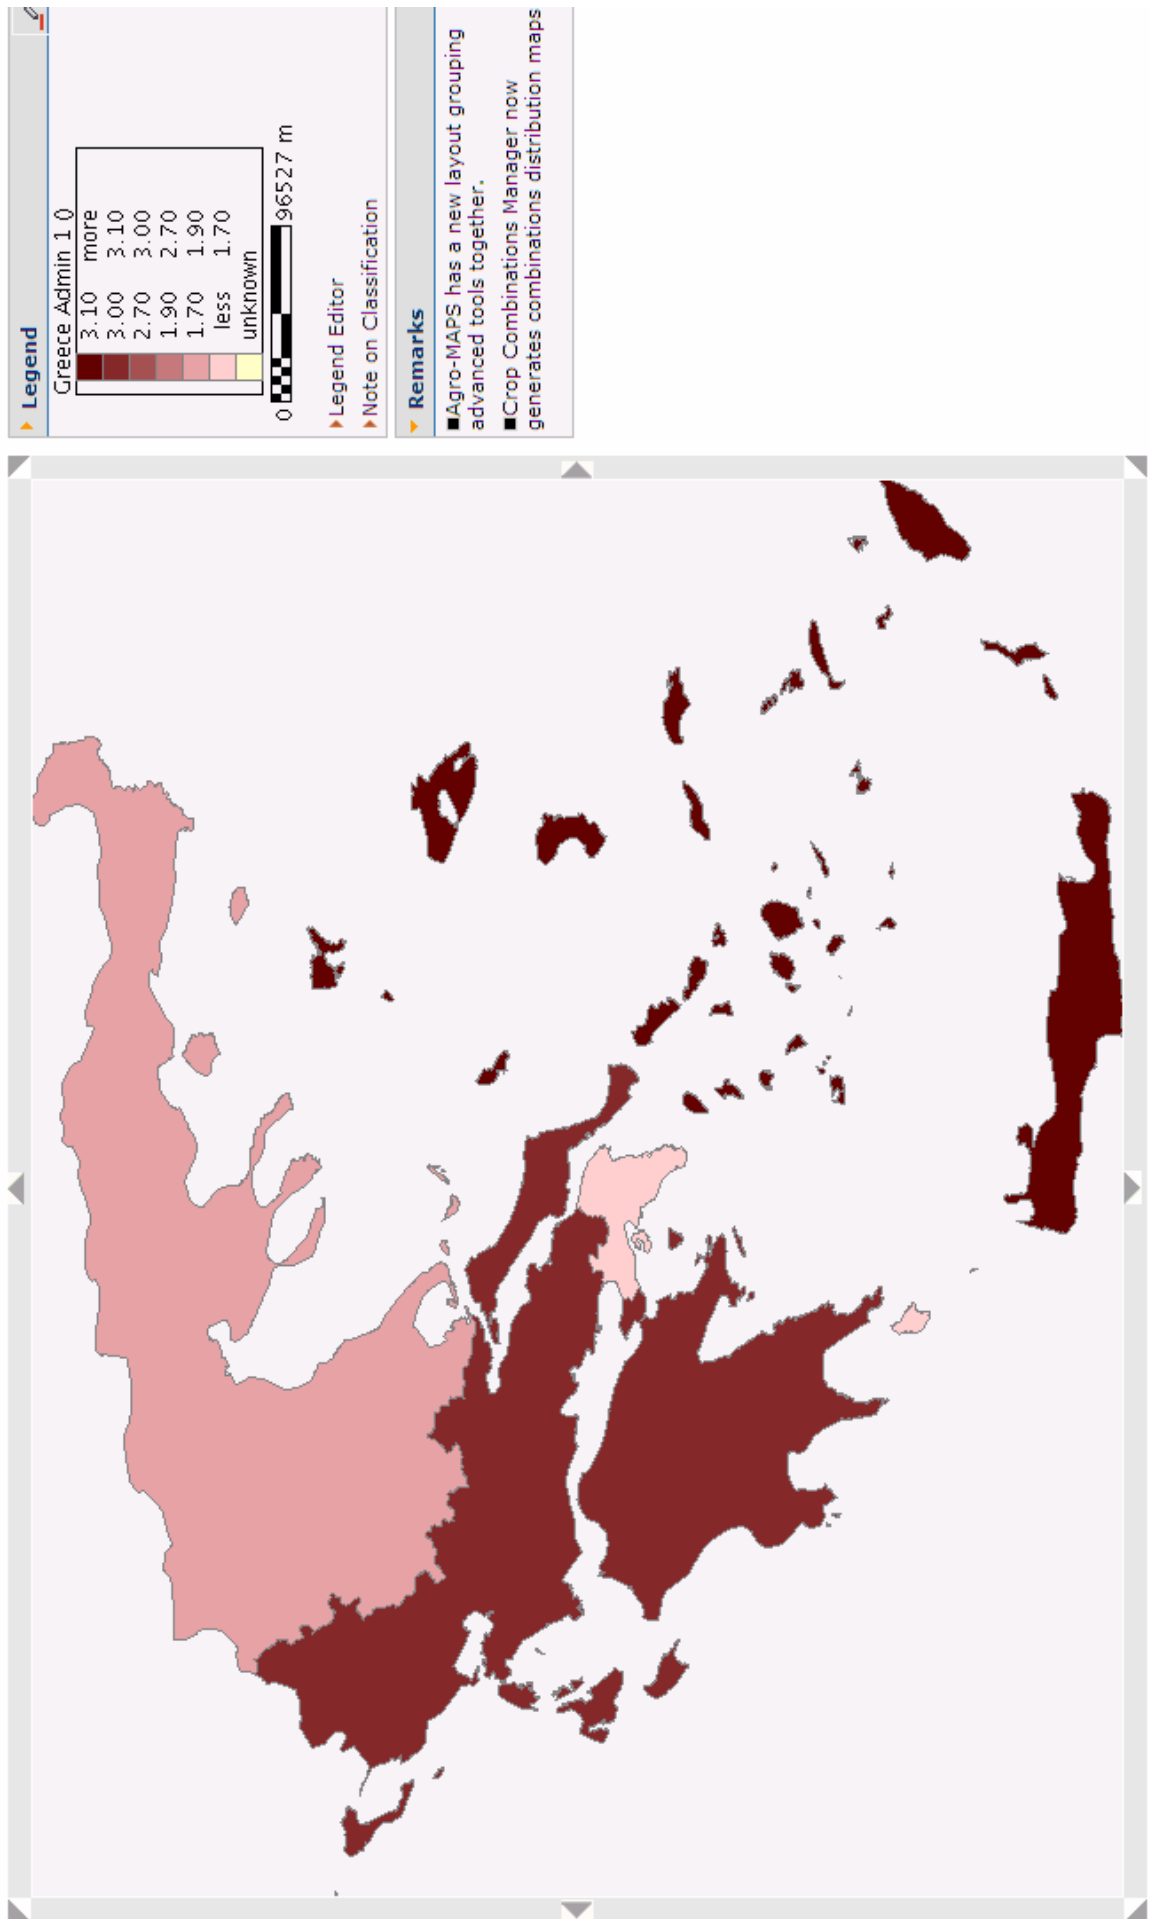 Legend
Greece Admin 1 0
3.10 more
3.00 3.10
2.70 3.00
1.90 2.70
1.70 1.90
less 1.70
unknown
0 96527 m
Legend Editor
Note on Classification
Remarks
■Agro-MAPS has a new layout grouping
advanced tools together.
■Crop Combinations Manager now
generates combinations distribution maps